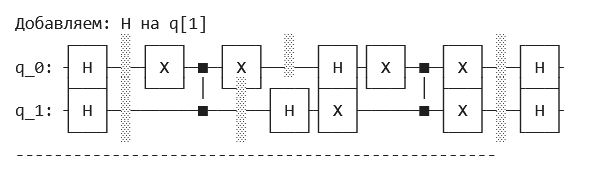 Добавляем: H на q[1]
q_0: H X X H X X H
q_1: H H X X H